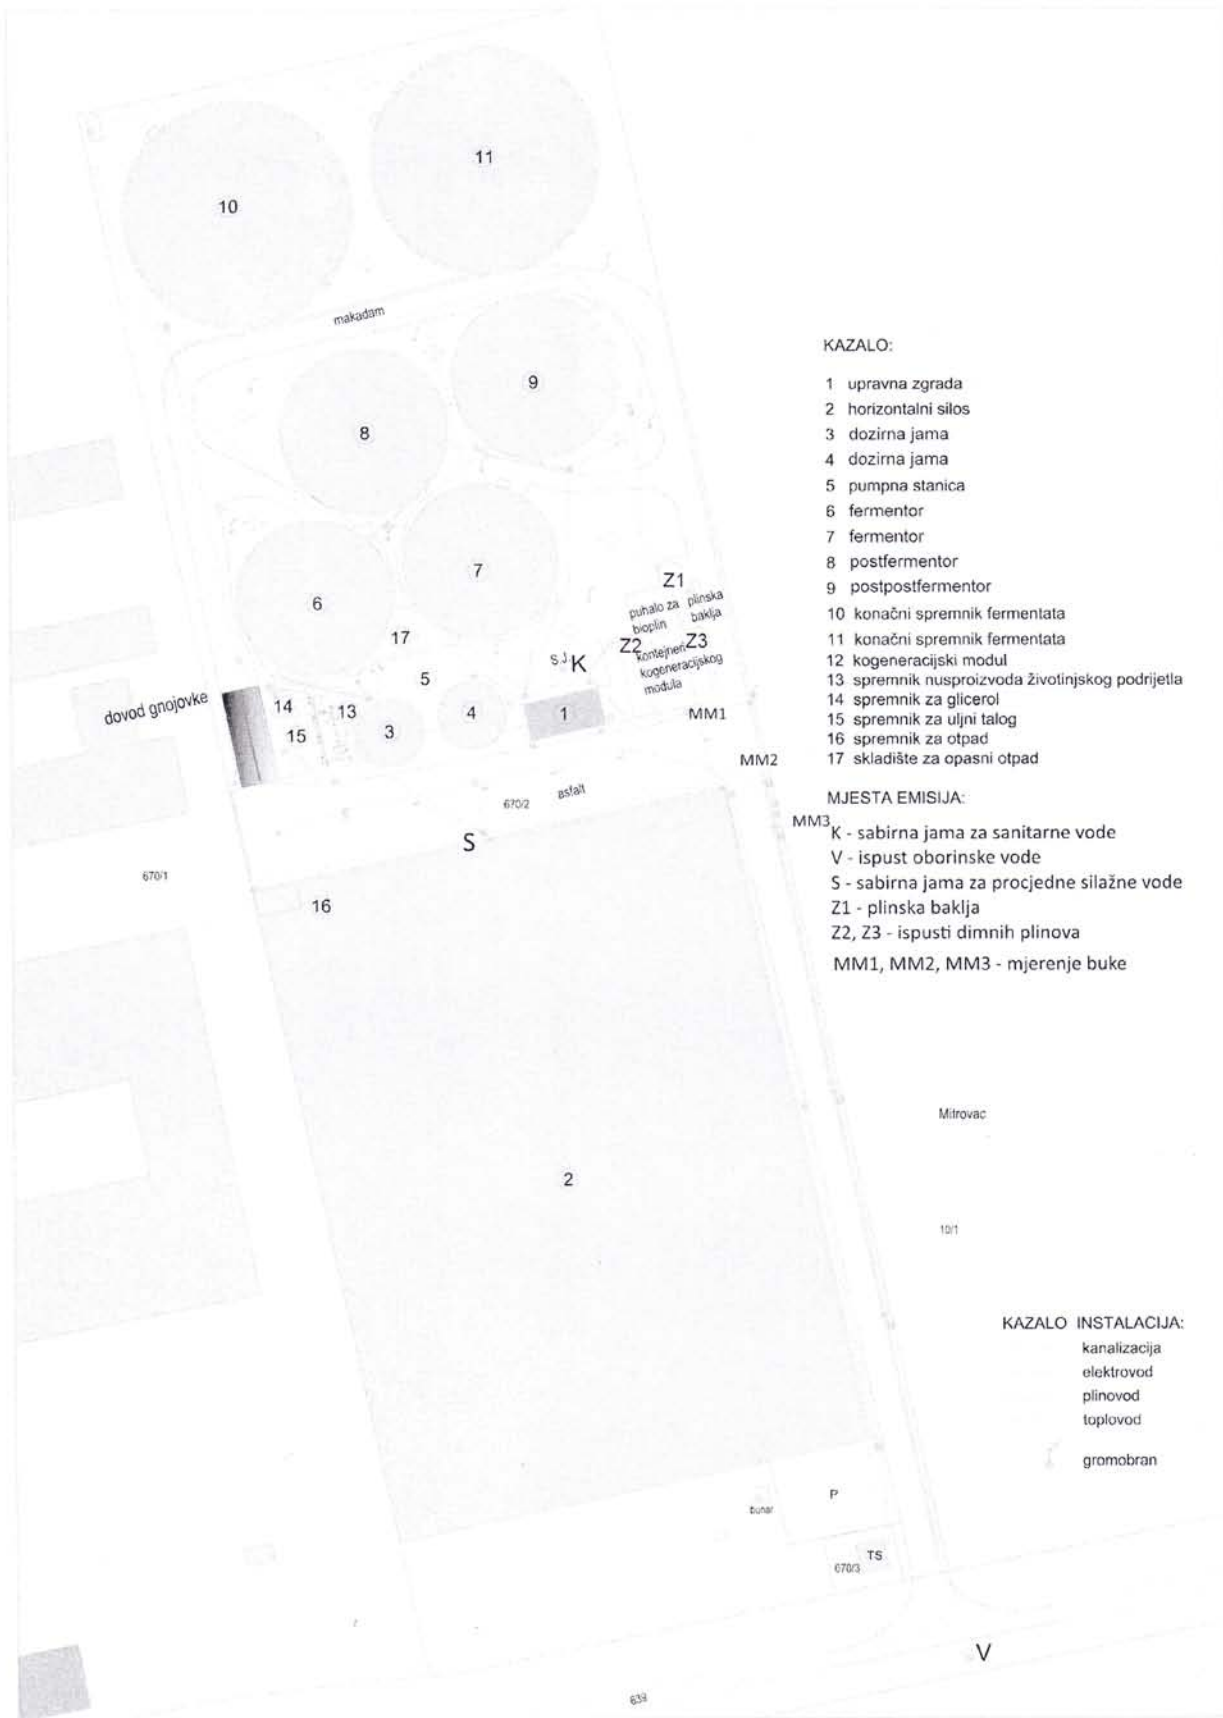 11
10
makadam
9
8
7
6
Z1
puhalo za
bioplin
plinska
baklja
Z2
Z3
kontejneri
kogeneracijskog
modula
17
S.J
K
5
dovod gnojovke
14
13
15
3
4
1
MM1
MM2
MM3
asfalt
670/2
S
670/1
16
2
KAZALO:
1 upravna zgrada
2 horizontalni silos
3 dozirna jama
4 dozirna jama
5 pumpna stanica
6 fermentor
7 fermentor
8 postfermentor
9 postpostfermentor
10 konačni spremnik fermentata
11 konačni spremnik fermentata
12 kogeneracijski modul
13 spremnik nusproizvoda životinjskog podrijetla
14 spremnik za glicerol
15 spremnik za uljni talog
16 spremnik za otpad
17 skladište za opasni otpad
MJESTA EMISIJA:
K - sabirna jama za sanitarne vode
V - ispust oborinske vode
S - sabirna jama za procjedne silažne vode
Z1 - plinska baklja
Z2, Z3 - ispusti dimnih plinova
MM1, MM2, MM3 - mjerenje buke
Mitrovac
10/1
KAZALO INSTALACIJA:
kanalizacija
elektrovod
plinovod
toplovod
gromobran
P
bunar
TS
670/3
V
639